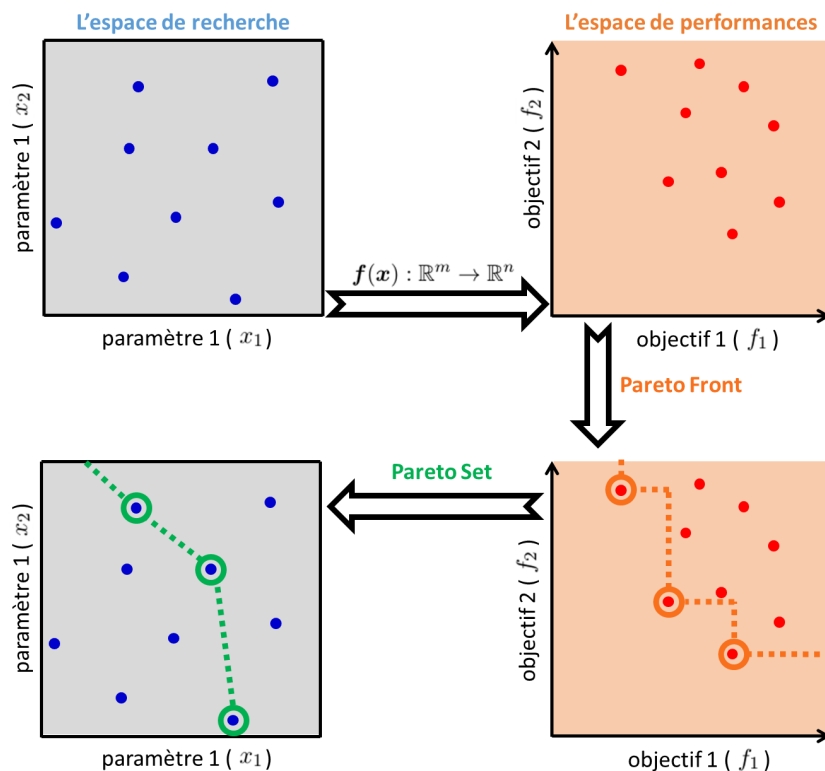 L'espace de recherche
L'espace de performances
paramètre 1 ( x₂ )
objectif 2 ( f₂ )
f(x) : ℝᵐ → ℝⁿ
paramètre 1 ( x₁ )
objectif 1 ( f₁ )
Pareto Front
Pareto Set
paramètre 1 ( x₂ )
objectif 2 ( f₂ )
paramètre 1 ( x₁ )
objectif 1 ( f₁ )